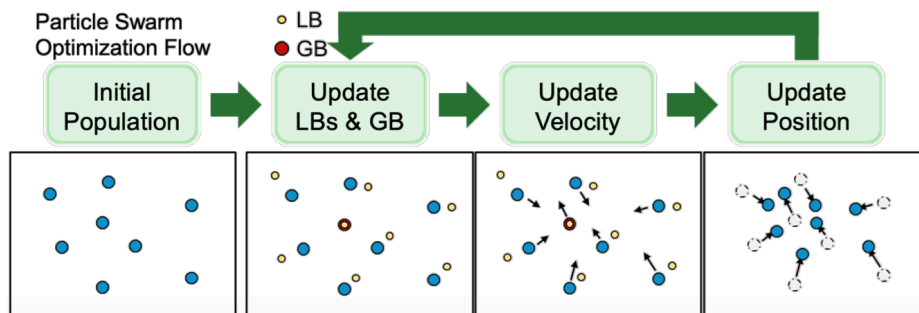 Particle Swarm
Optimization Flow
LB
GB
Initial
Population
Update
LBs & GB
Update
Velocity
Update
Position